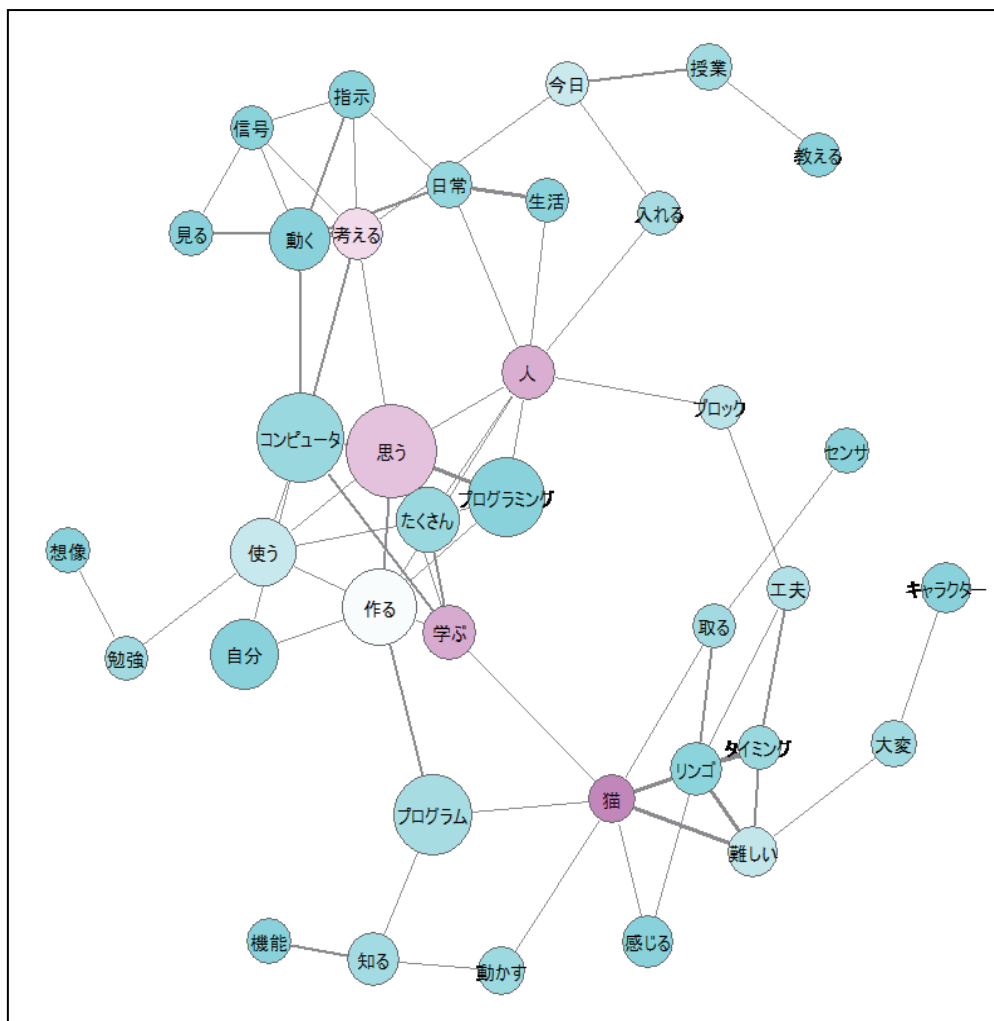 授業
今日
指示
信号
教える
日常
生活
入れる
見る
動く
考える
人
ブロック
コンピュータ
思う
センサ
プログラミング
たくさん
想像
使う
工夫
キャラクター
作る
取る
学ぶ
自分
勉強
タイミング
大変
リンゴ
猫
プログラム
難しい
機能
感じる
知る
動かす